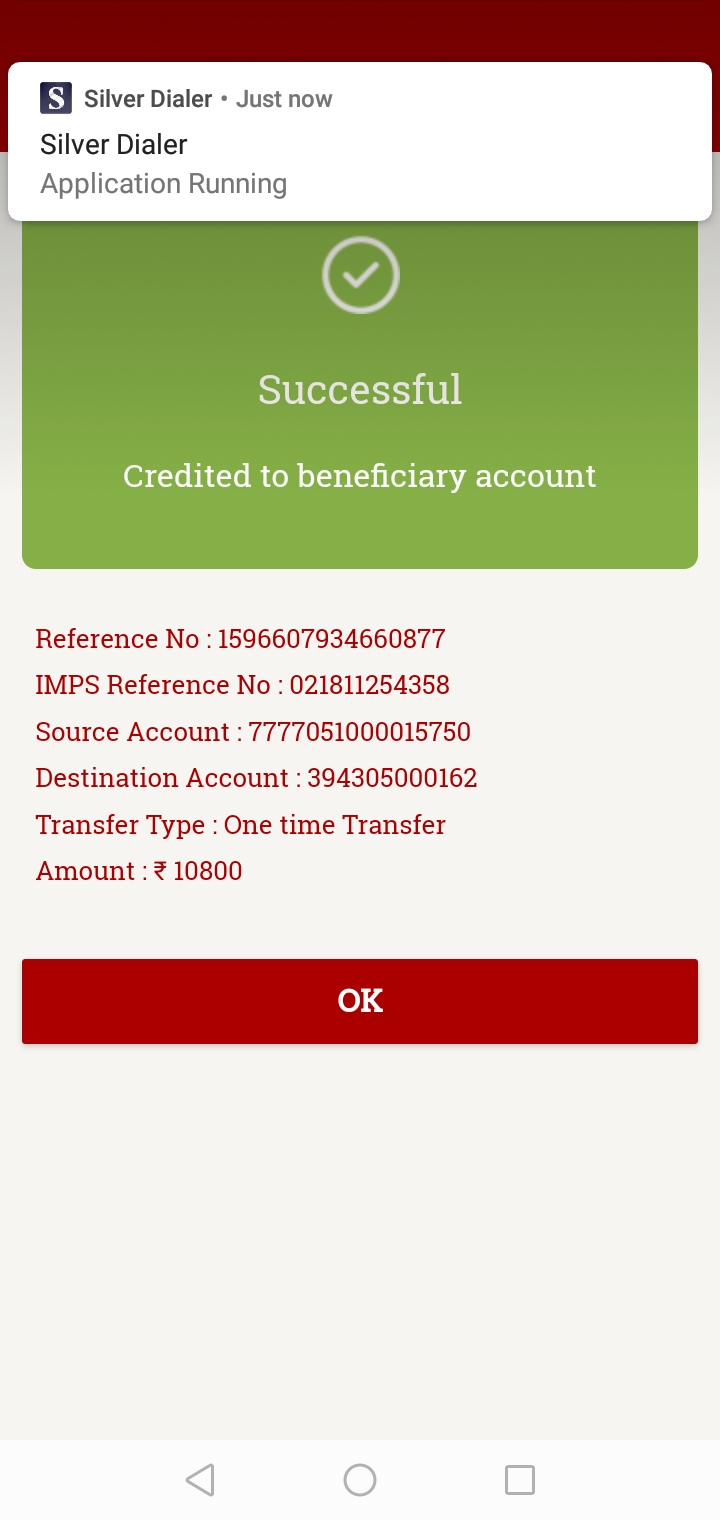 S Silver Dialer • Just now
Silver Dialer
Application Running
Successful
Credited to beneficiary account
Reference No : 1596607934660877
IMPS Reference No : 021811254358
Source Account : 7777051000015750
Destination Account : 394305000162
Transfer Type : One time Transfer
Amount : ₹ 10800
OK